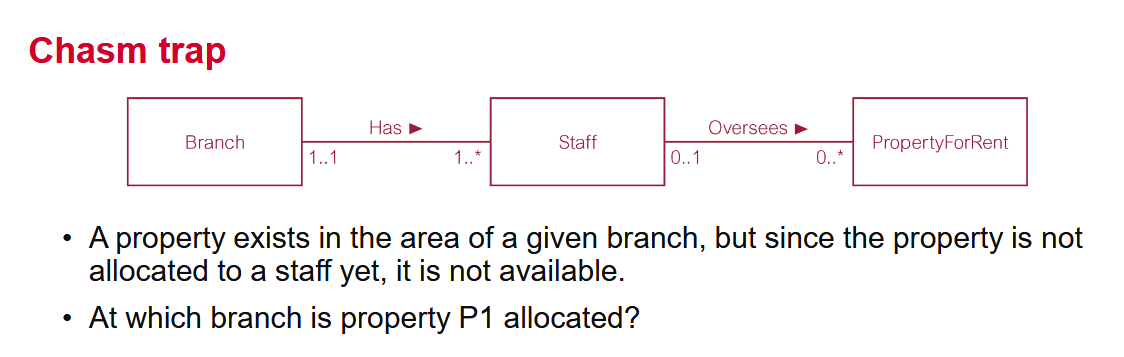 Chasm trap
Has ►
Oversees ►
Branch
Staff
PropertyForRent
1..1
1..*
0..1
0..*
• A property exists in the area of a given branch, but since the property is not
allocated to a staff yet, it is not available.
• At which branch is property P1 allocated?